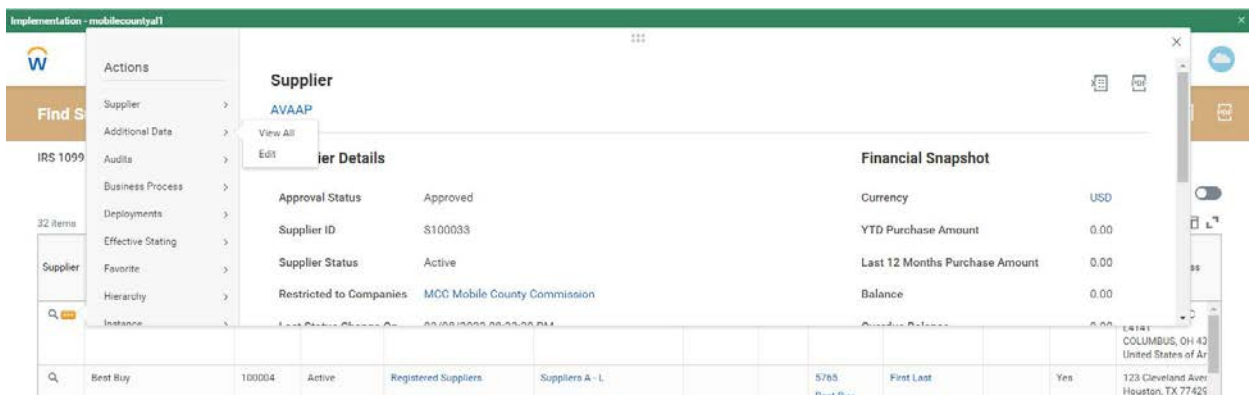 Implementation - mobilecountyal1
Actions
Supplier
Supplier
AVAAP
Find S
Additional Data
View All
Edit
IRS 1099
Audits
ier Details
Financial Snapshot
Business Process
Approval Status Approved
Currency USD
Deployments
32 items
Supplier ID S100033
YTD Purchase Amount 0.00
Effective Stating
Supplier
Favorite
Supplier Status Active
Last 12 Months Purchase Amount 0.00
ss
Hierarchy
Restricted to Companies MCC Mobile County Commission
Balance 0.00
Instance
COLUMBUS, OH 43
United States of Ar
Best Buy 100004 Active Registered Suppliers Suppliers A - L 5765 First Last Yes 123 Cleveland Aver
Houston, TX 77429